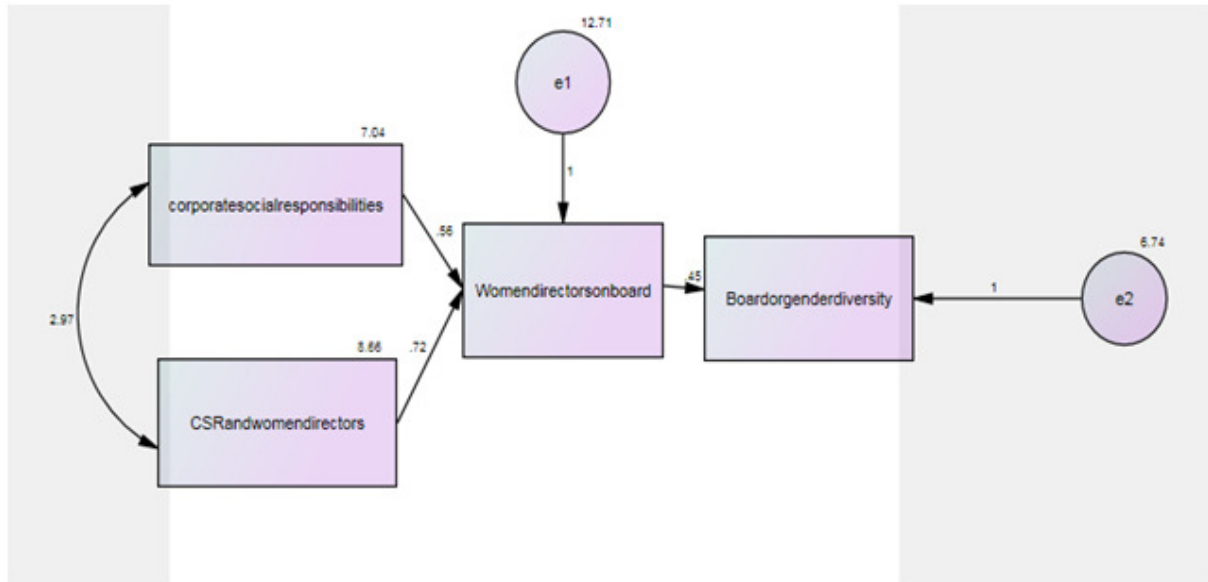 12.71
e1
1
7.04
corporatesocialresponsibilities
.56
2.97
8.66
.72
CSRandwomendirectors
Womendirectorsonboard
.45
Boardorgenderdiversity
1
6.74
e2